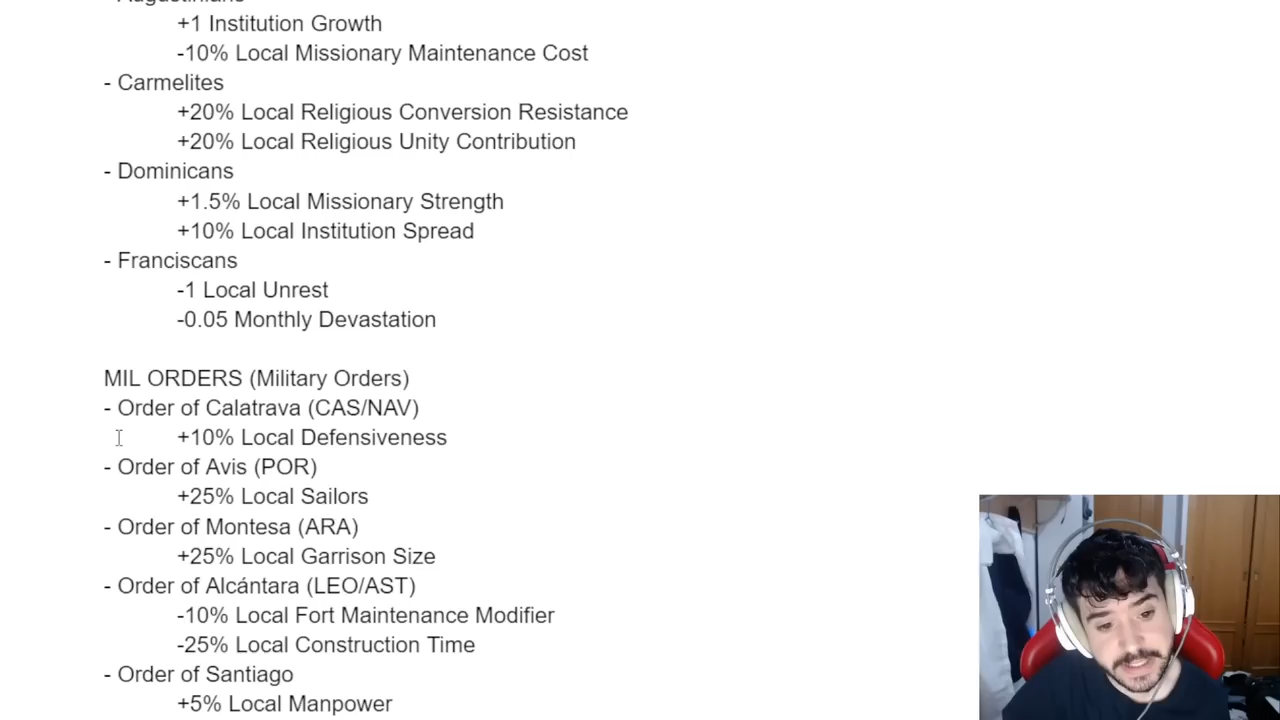 - Augustinians
+1 Institution Growth
-10% Local Missionary Maintenance Cost
- Carmelites
+20% Local Religious Conversion Resistance
+20% Local Religious Unity Contribution
- Dominicans
+1.5% Local Missionary Strength
+10% Local Institution Spread
- Franciscans
-1 Local Unrest
-0.05 Monthly Devastation
MIL ORDERS (Military Orders)
- Order of Calatrava (CAS/NAV)
+10% Local Defensiveness
- Order of Avis (POR)
+25% Local Sailors
- Order of Montesa (ARA)
+25% Local Garrison Size
- Order of Alcántara (LEO/AST)
-10% Local Fort Maintenance Modifier
-25% Local Construction Time
- Order of Santiago
+5% Local Manpower